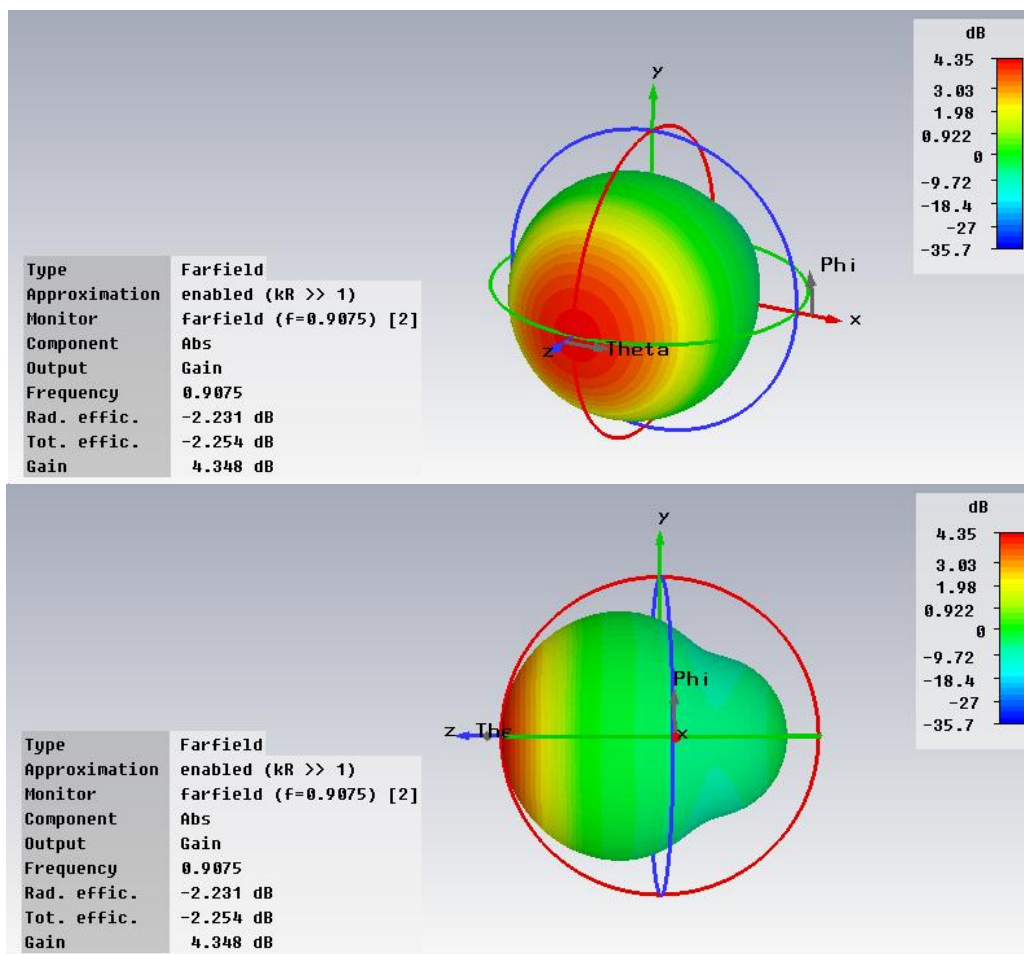 dB
4.35
3.03
1.98
0.922
0
-9.72
-18.4
-27
-35.7
y
Phi
x
z Theta
Type Farfield
Approximation enabled (kR >> 1)
Monitor farfield (f=0.9075) [2]
Component Abs
Output Gain
Frequency 0.9075
Rad. effic. -2.231 dB
Tot. effic. -2.254 dB
Gain 4.348 dB
dB
4.35
3.03
1.98
0.922
0
-9.72
-18.4
-27
-35.7
y
Phi
z The x
Type Farfield
Approximation enabled (kR >> 1)
Monitor farfield (f=0.9075) [2]
Component Abs
Output Gain
Frequency 0.9075
Rad. effic. -2.231 dB
Tot. effic. -2.254 dB
Gain 4.348 dB